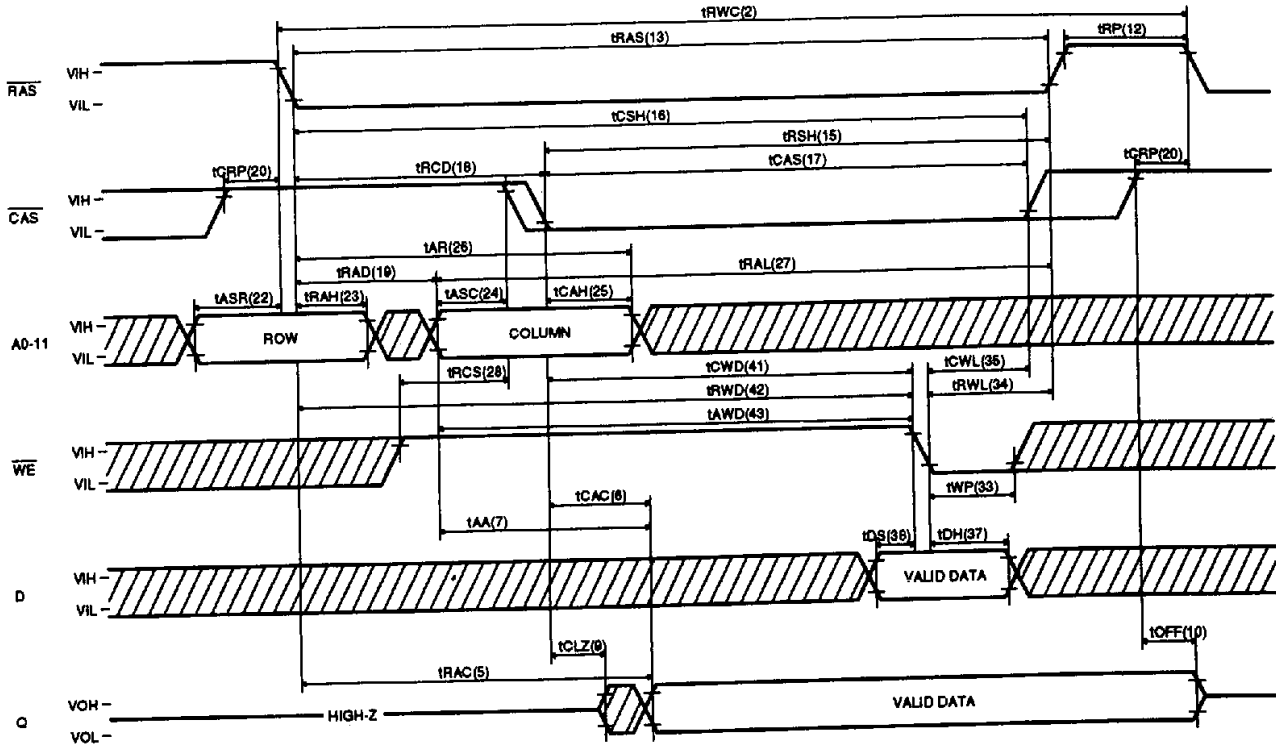 tRWC(2)
tRAS(13)
tRP(12)
RAS
VIH
VIL
tCSH(16)
tRSH(15)
tCRP(20)
tRCD(18)
tCAS(17)
tCRP(20)
CAS
VIH
VIL
tAR(26)
tRAD(19)
tRAL(27)
tASR(22)
tRAH(23)
tASC(24)
tCAH(25)
A0-11
VIH
VIL
ROW
COLUMN
tRCS(28)
tCWD(41)
tCWL(35)
tRWD(42)
tRWL(34)
tAWD(43)
WE
VIH
VIL
tWP(33)
tCAC(6)
tAA(7)
tDS(38)
tDH(37)
D
VIH
VIL
VALID DATA
tCLZ(9)
tOFF(10)
tRAC(5)
Q
VOH
VOL
HIGH-Z
VALID DATA